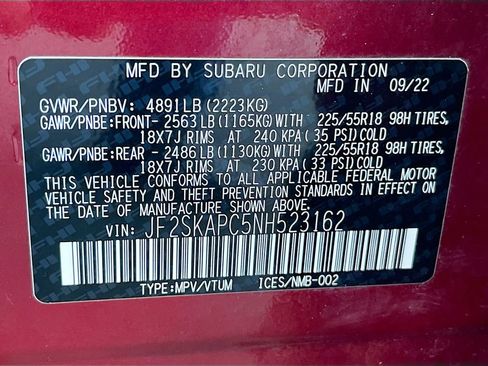 MFD BY SUBARU CORPORATION
MFD IN 09/22
GVWR/PNBV: 4891LB (2223KG)
GAWR/PNBE:FRONT- 2563LB (1165KG)WITH 225/55R18 98H TIRES,
18X7J RIMS AT 240 KPA (35 PSI) COLD
GAWR/PNBE:REAR - 2486LB (1130KG)WITH 225/55R18 98H TIRES,
18X7J RIMS AT 230 KPA (33 PSI) COLD
THIS VEHICLE CONFORMS TO ALL APPLICABLE FEDERAL MOTOR
VEHICLE SAFETY AND THEFT PREVENTION STANDARDS IN EFFECT
ON THE DATE OF MANUFACTURE SHOWN ABOVE.
VIN: JF2SKAPC5NH523162
TYPE:MPV/VTUM ICES/NMB-002